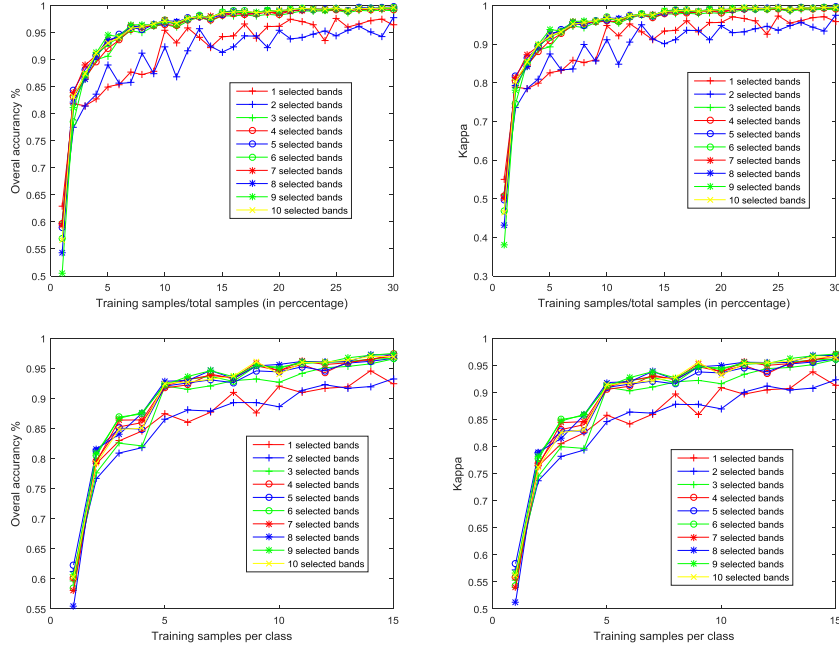 1
0.95
0.9
0.85
0.8
0.75
0.7
0.65
0.6
0.55
0.5
0 5 10 15 20 25 30
Overal accurancy %
Training samples/total samples (in perccentage)
1 selected bands
2 selected bands
3 selected bands
4 selected bands
5 selected bands
6 selected bands
7 selected bands
8 selected bands
9 selected bands
10 selected bands
1
0.9
0.8
0.7
0.6
0.5
0.4
0.3
0 5 10 15 20 25 30
Kappa
Training samples/total samples (in perccentage)
1 selected bands
2 selected bands
3 selected bands
4 selected bands
5 selected bands
6 selected bands
7 selected bands
8 selected bands
9 selected bands
10 selected bands
1
0.95
0.9
0.85
0.8
0.75
0.7
0.65
0.6
0.55
0 5 10 15
Overal accurancy %
Training samples per class
1 selected bands
2 selected bands
3 selected bands
4 selected bands
5 selected bands
6 selected bands
7 selected bands
8 selected bands
9 selected bands
10 selected bands
1
0.95
0.9
0.85
0.8
0.75
0.7
0.65
0.6
0.55
0.5
0 5 10 15
Kappa
Training samples per class
1 selected bands
2 selected bands
3 selected bands
4 selected bands
5 selected bands
6 selected bands
7 selected bands
8 selected bands
9 selected bands
10 selected bands